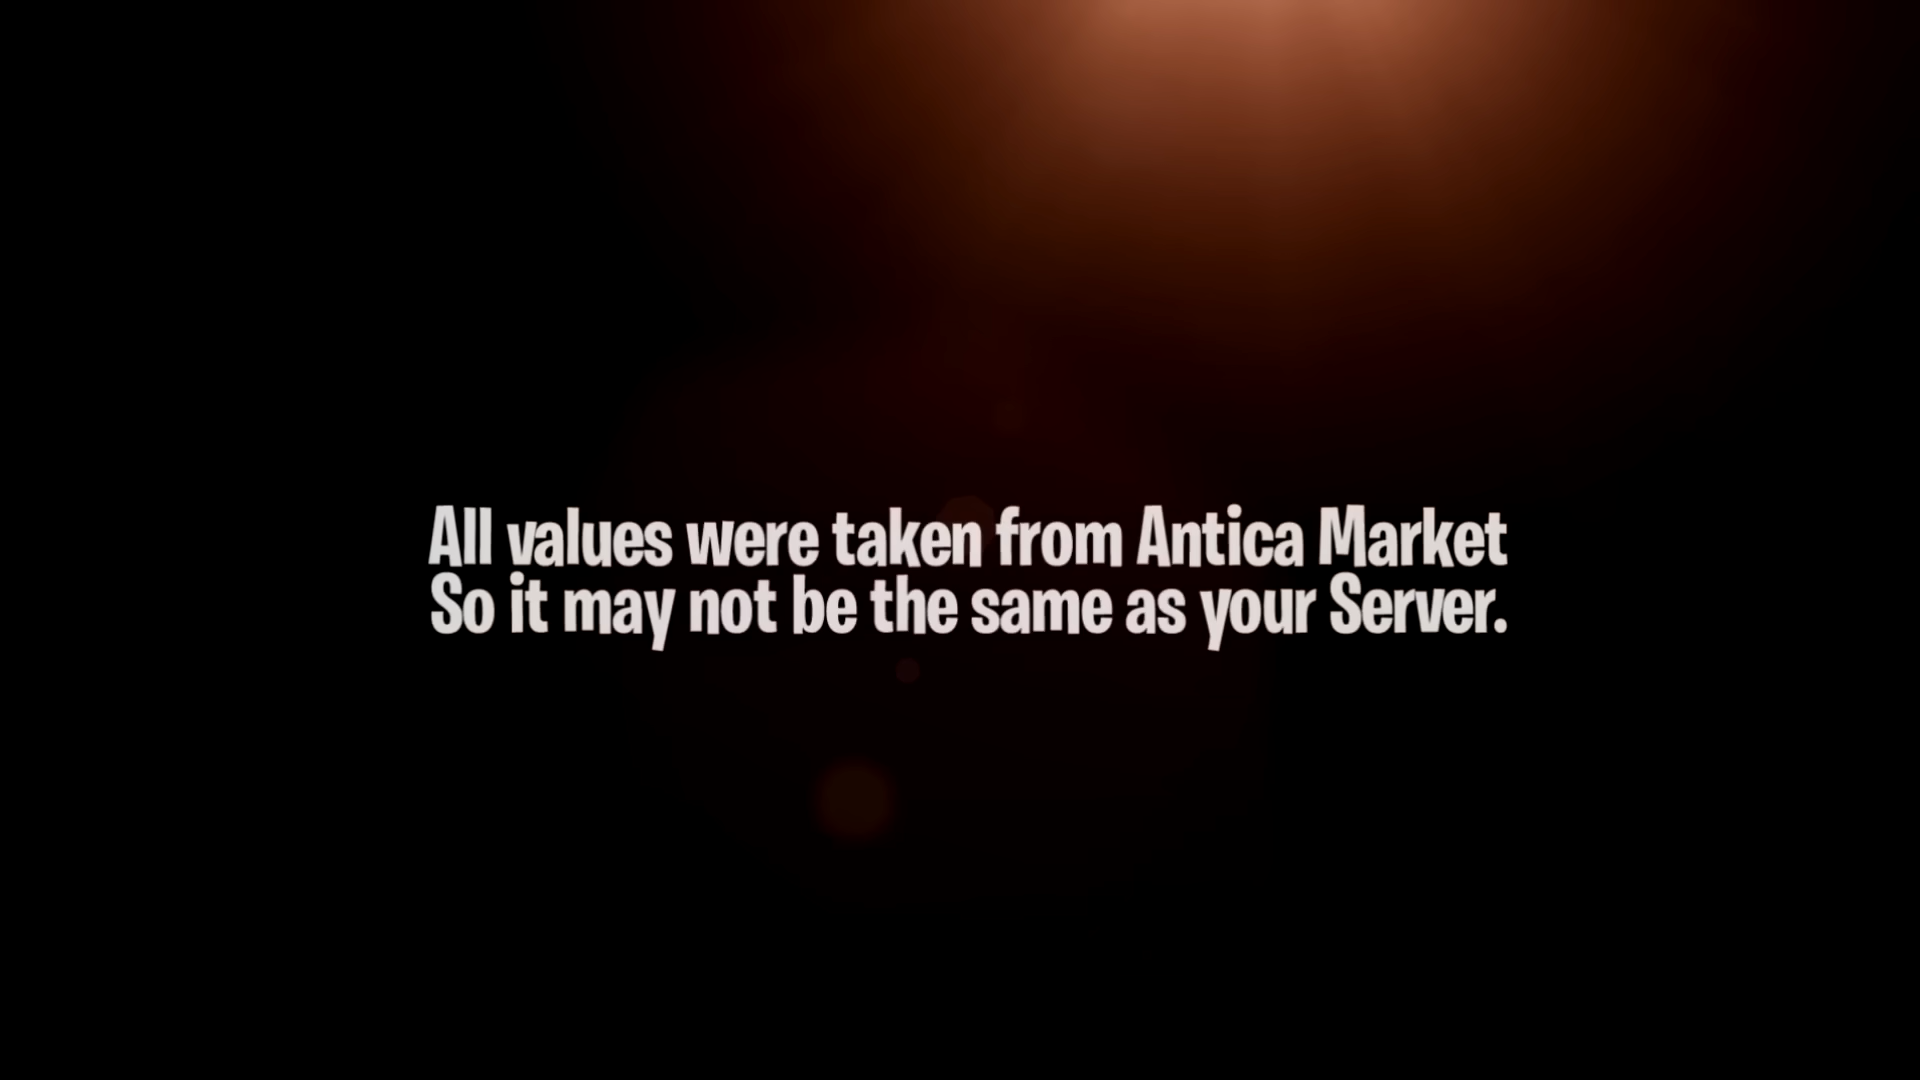 All values were taken from Antica Market
So it may not be the same as your Server.